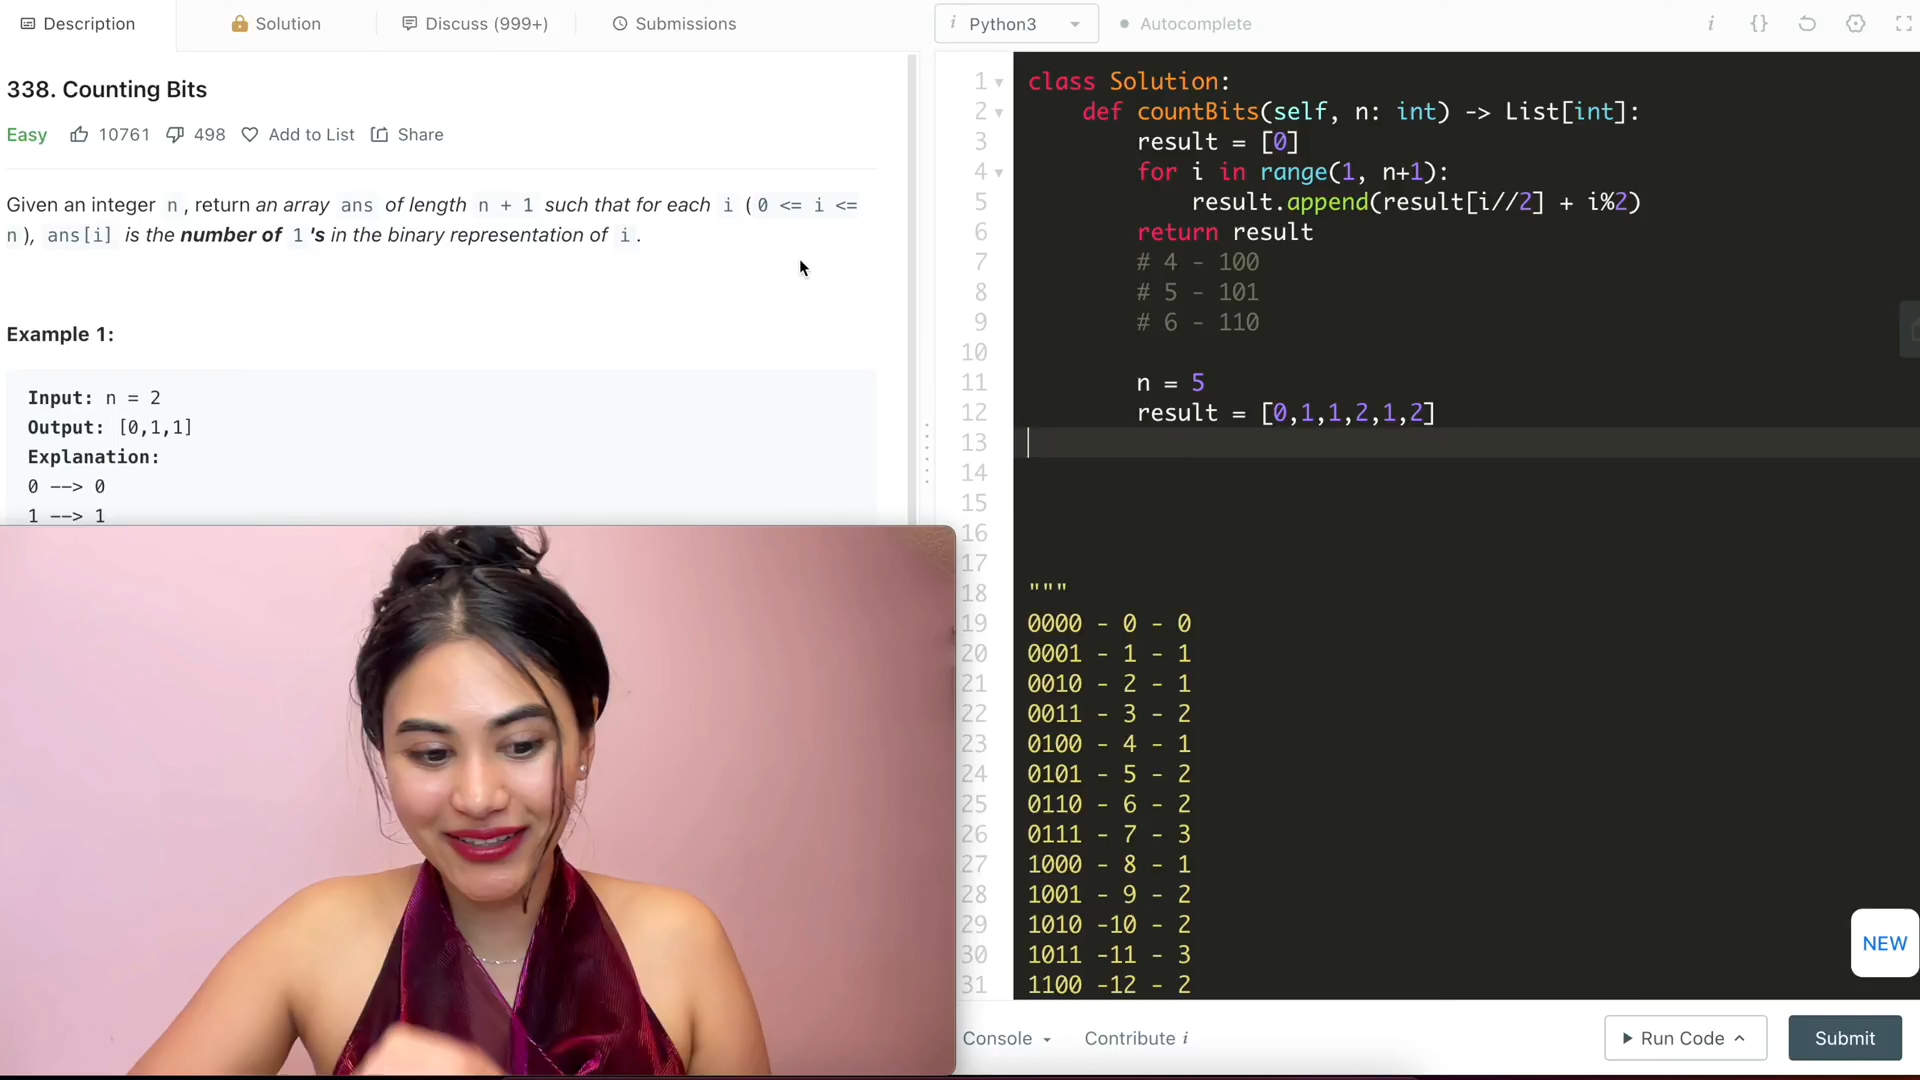 Description
Solution
Discuss (999+)
Submissions
338. Counting Bits
Easy 10761 498 Add to List Share
Given an integer n, return an array ans of length n + 1 such that for each i (0 <= i <=
n), ans[i] is the number of 1 's in the binary representation of i.
Example 1:
Input: n = 2
Output: [0,1,1]
Explanation:
0 --> 0
1 --> 1
i Python3
Autocomplete
i {}
1 class Solution:
2 def countBits(self, n: int) -> List[int]:
3 result = [0]
4 for i in range(1, n+1):
5 result.append(result[i//2] + i%2)
6 return result
7 # 4 - 100
8 # 5 - 101
9 # 6 - 110
10
11 n = 5
12 result = [0,1,1,2,1,2]
13
14
15
16
17
18 """
19 0000 - 0 - 0
20 0001 - 1 - 1
21 0010 - 2 - 1
22 0011 - 3 - 2
23 0100 - 4 - 1
24 0101 - 5 - 2
25 0110 - 6 - 2
26 0111 - 7 - 3
27 1000 - 8 - 1
28 1001 - 9 - 2
29 1010 -10 - 2
30 1011 -11 - 3
31 1100 -12 - 2
NEW
Console
Contribute i
Run Code
Submit